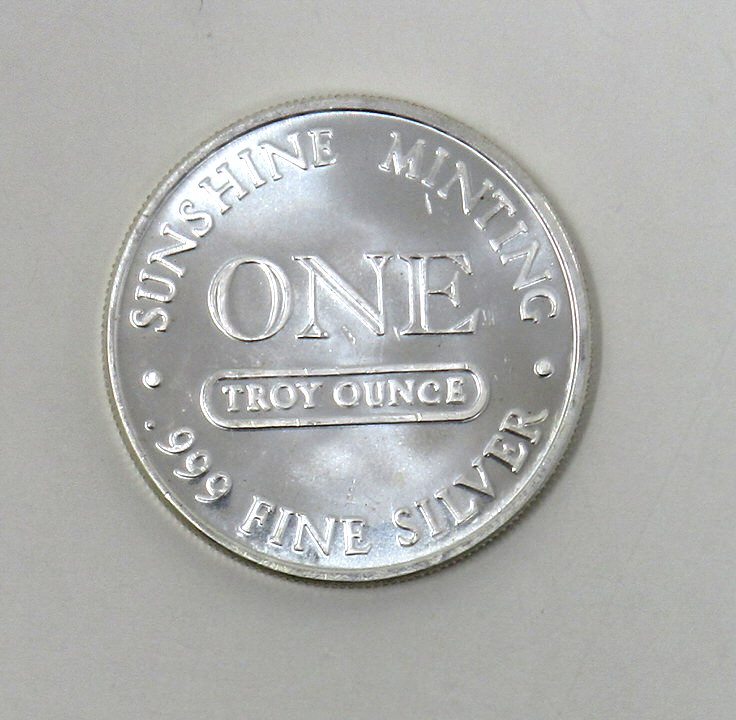 SUNSHINE MINTING
ONE
TROY OUNCE
.999 FINE SILVER